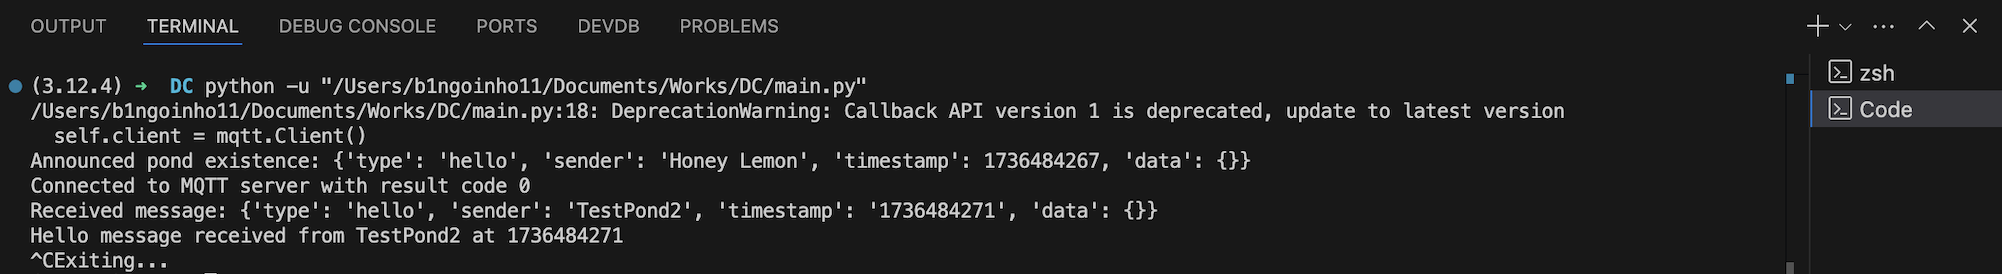 OUTPUT TERMINAL DEBUG CONSOLE PORTS DEVDB PROBLEMS
(3.12.4) ➜ DC python -u "/Users/b1ngoinho11/Documents/Works/DC/main.py"
/Users/b1ngoinho11/Documents/Works/DC/main.py:18: DeprecationWarning: Callback API version 1 is deprecated, update to latest version
  self.client = mqtt.Client()
Announced pond existence: {'type': 'hello', 'sender': 'Honey Lemon', 'timestamp': 1736484267, 'data': {}}
Connected to MQTT server with result code 0
Received message: {'type': 'hello', 'sender': 'TestPond2', 'timestamp': '1736484271', 'data': {}}
Hello message received from TestPond2 at 1736484271
^CExiting...
zsh
Code